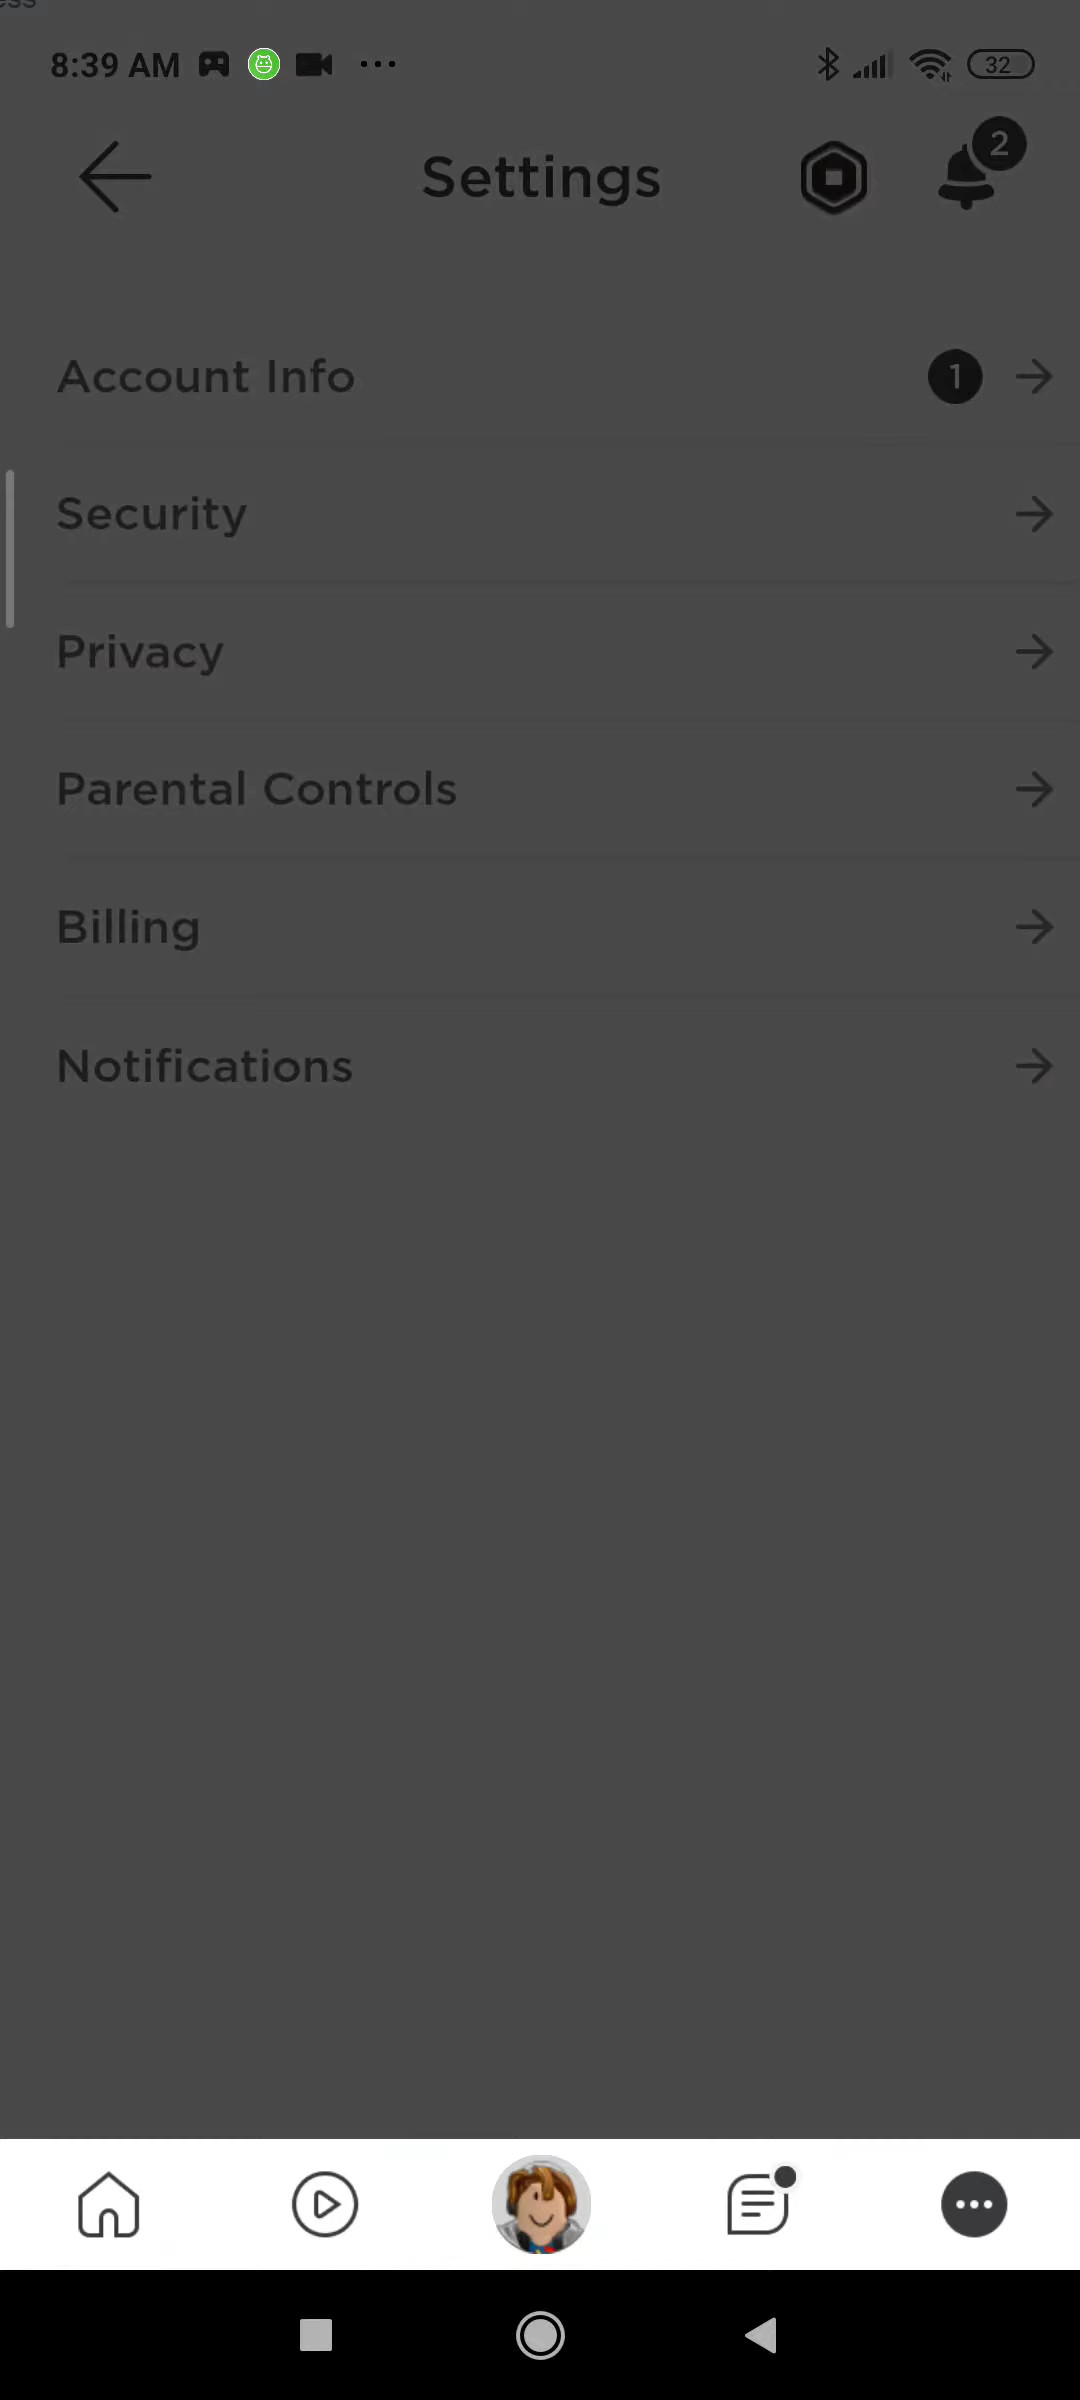 8:39 AM
32
Settings
2
Account Info
1
Security
Privacy
Parental Controls
Billing
Notifications